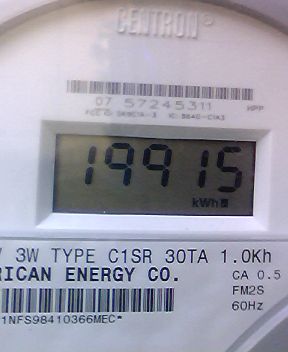 CENTRON®
07 57245311
19915
kWh
3W TYPE C1SR 30TA 1.0Kh
RICAN ENERGY CO.
CA 0.5
FM2S
60Hz
1NFS98410366MEC*